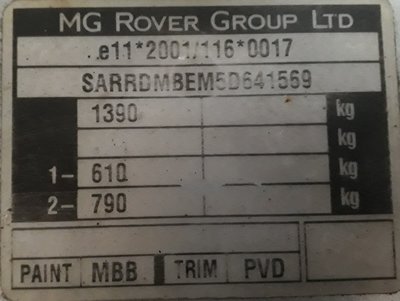 MG ROVER GROUP LTD
e11*2001/116*0017
SARRDMBEM5D641569
1390 kg
kg
1– 610 kg
2– 790 kg
PAINT MBB TRIM PVD